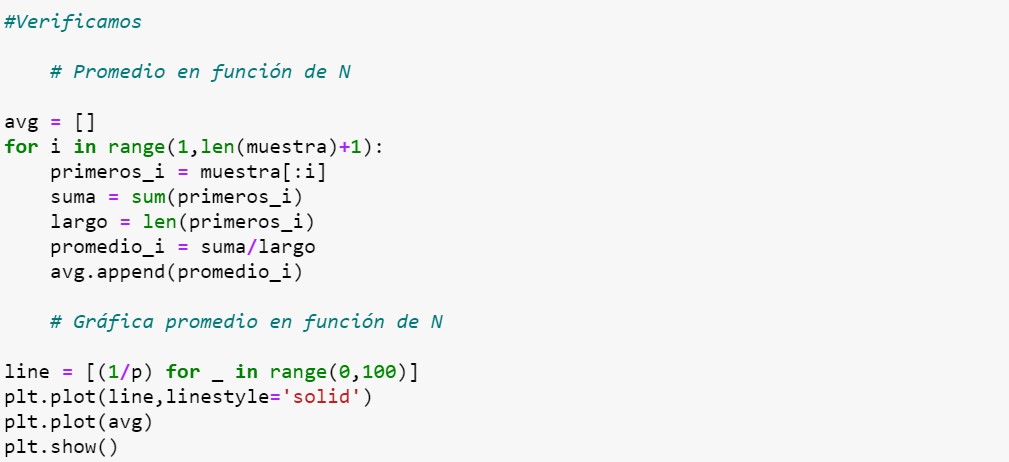 #Verificamos
    # Promedio en función de N
avg = []
for i in range(1,len(muestra)+1):
    primeros_i = muestra[:i]
    suma = sum(primeros_i)
    largo = len(primeros_i)
    promedio_i = suma/largo
    avg.append(promedio_i)
    # Gráfica promedio en función de N
line = [(1/p) for _ in range(0,100)]
plt.plot(line,linestyle='solid')
plt.plot(avg)
plt.show()